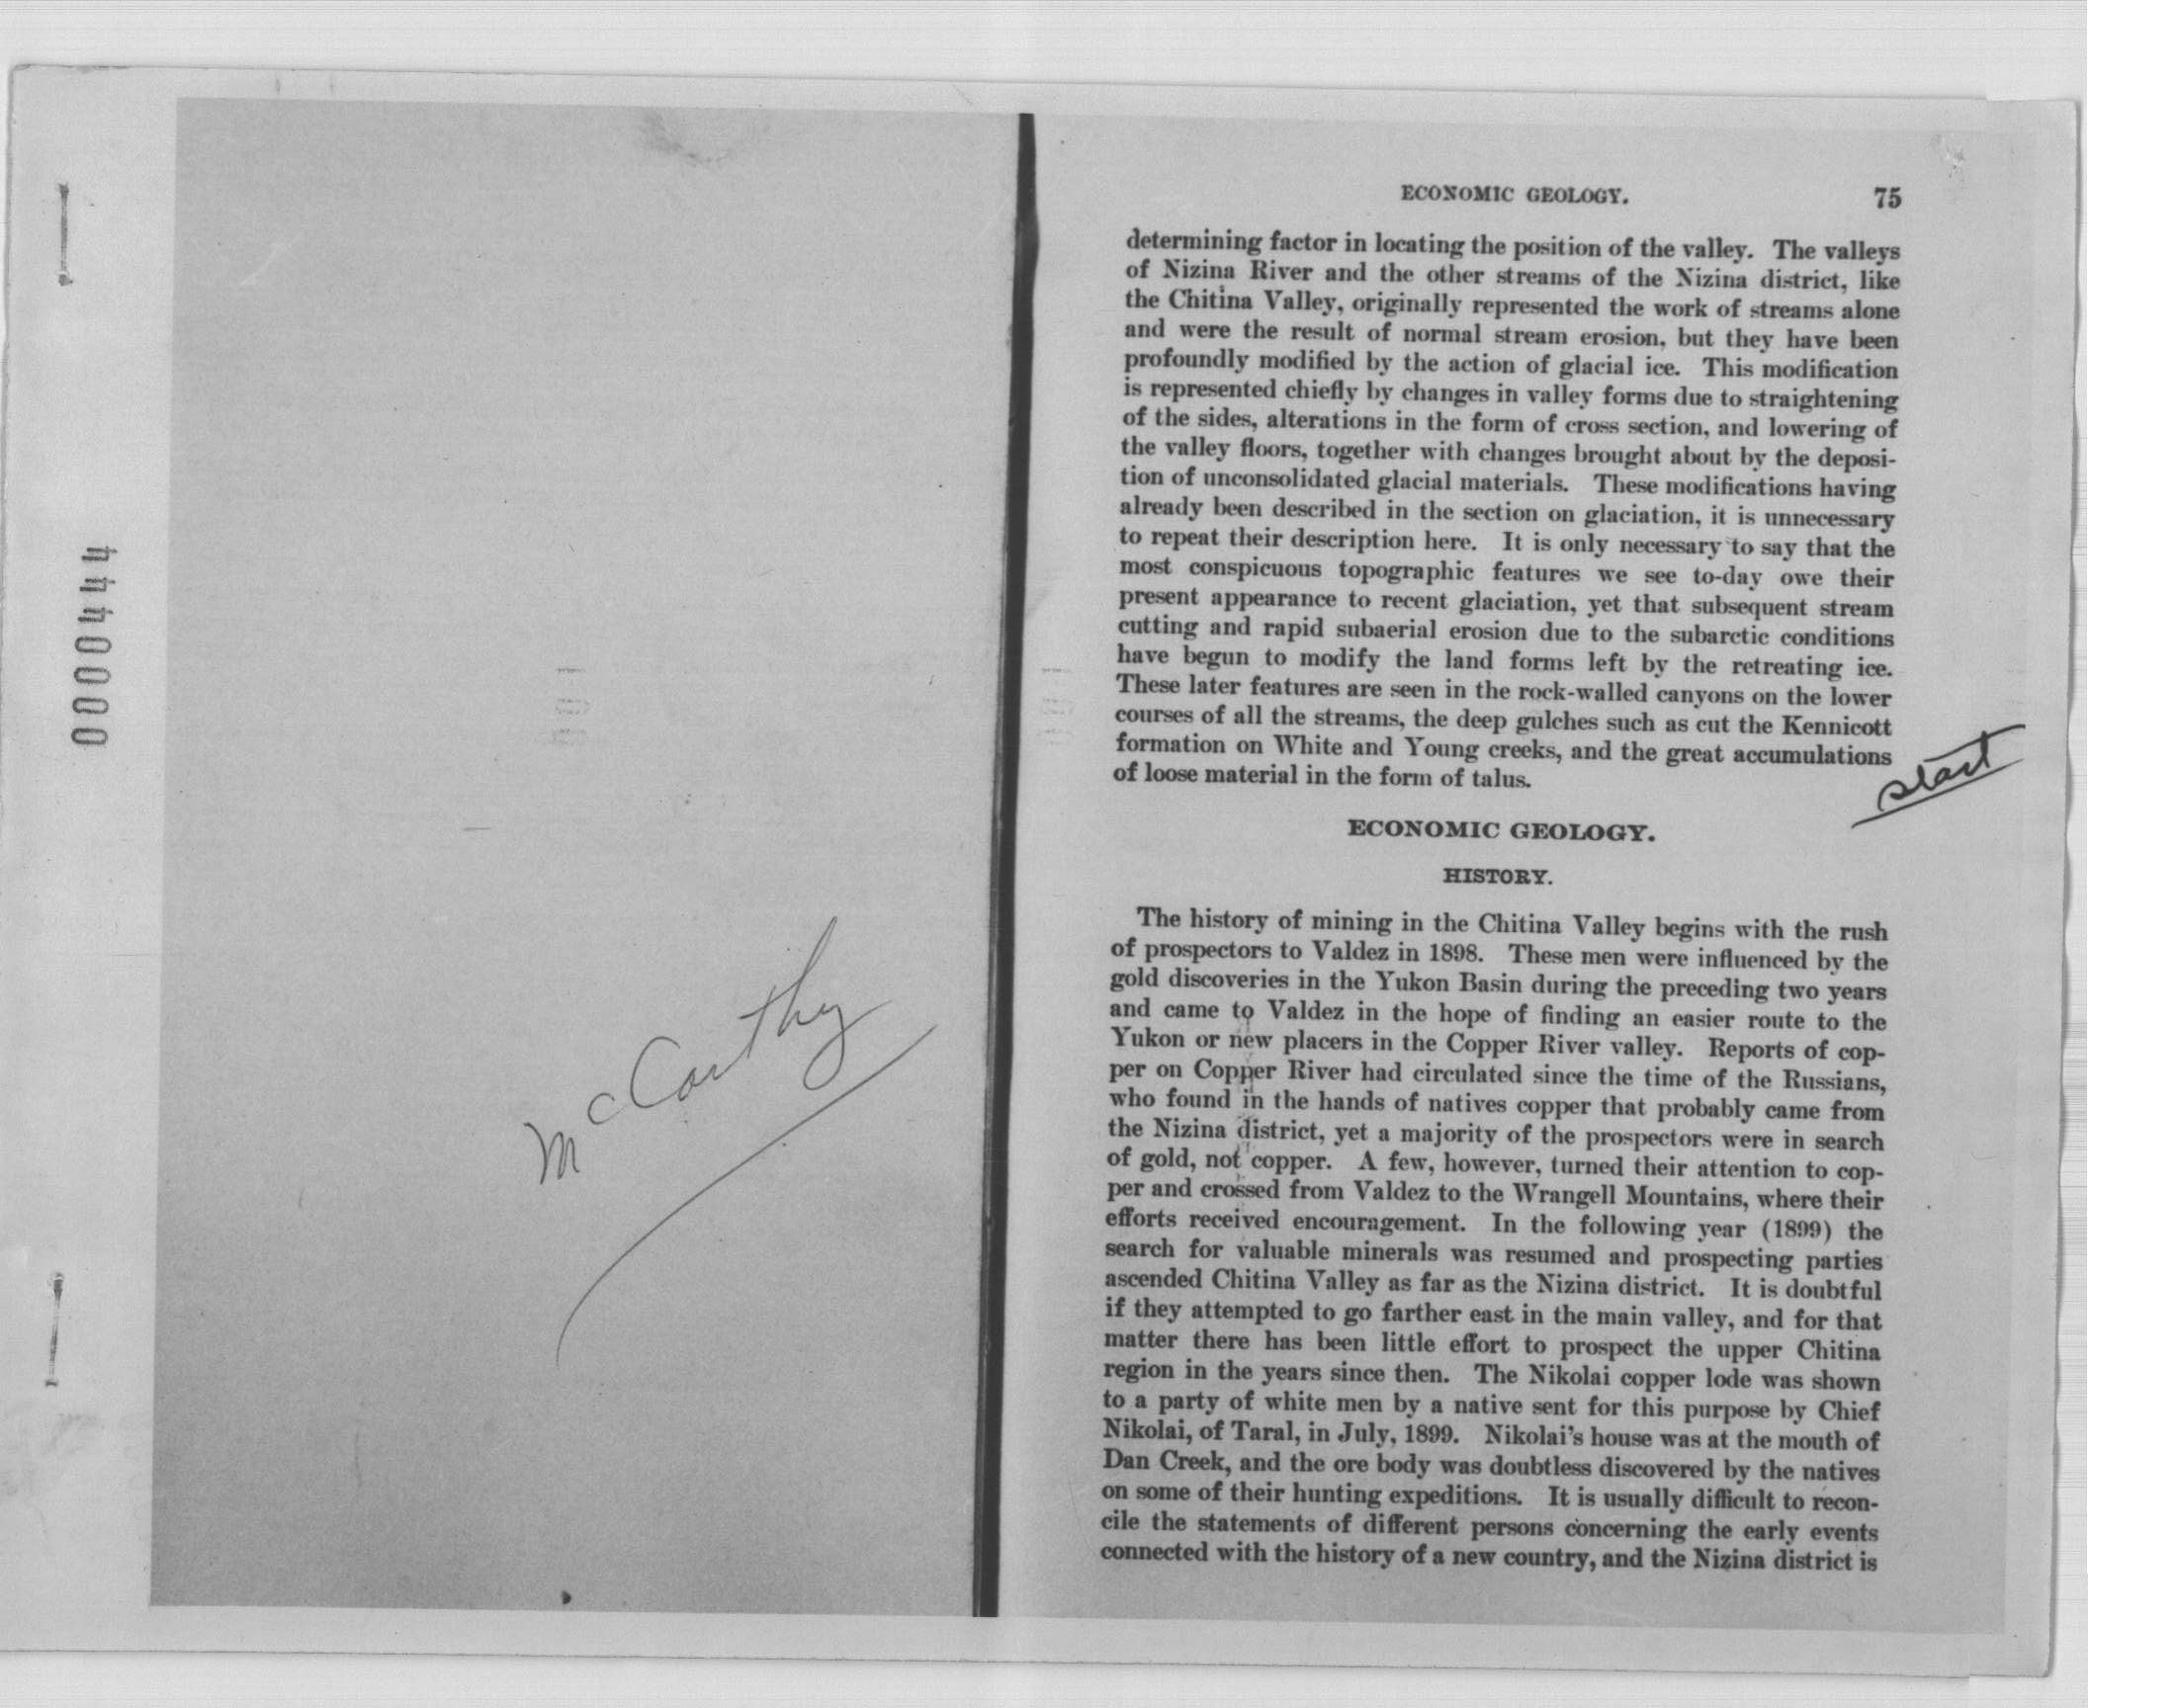 4440000
McCarthy
ECONOMIC GEOLOGY. 75
determining factor in locating the position of the valley. The valleys
of Nizina River and the other streams of the Nizina district, like
the Chitina Valley, originally represented the work of streams alone
and were the result of normal stream erosion, but they have been
profoundly modified by the action of glacial ice. This modification
is represented chiefly by changes in valley forms due to straightening
of the sides, alterations in the form of cross section, and lowering of
the valley floors, together with changes brought about by the deposi-
tion of unconsolidated glacial materials. These modifications having
already been described in the section on glaciation, it is unnecessary
to repeat their description here. It is only necessary to say that the
most conspicuous topographic features we see to-day owe their
present appearance to recent glaciation, yet that subsequent stream
cutting and rapid subaerial erosion due to the subarctic conditions
have begun to modify the land forms left by the retreating ice.
These later features are seen in the rock-walled canyons on the lower
courses of all the streams, the deep gulches such as cut the Kennicott
formation on White and Young creeks, and the great accumulations
of loose material in the form of talus.
start
ECONOMIC GEOLOGY.
HISTORY.
The history of mining in the Chitina Valley begins with the rush
of prospectors to Valdez in 1898. These men were influenced by the
gold discoveries in the Yukon Basin during the preceding two years
and came to Valdez in the hope of finding an easier route to the
Yukon or new placers in the Copper River valley. Reports of cop-
per on Copper River had circulated since the time of the Russians,
who found in the hands of natives copper that probably came from
the Nizina district, yet a majority of the prospectors were in search
of gold, not copper. A few, however, turned their attention to cop-
per and crossed from Valdez to the Wrangell Mountains, where their
efforts received encouragement. In the following year (1899) the
search for valuable minerals was resumed and prospecting parties
ascended Chitina Valley as far as the Nizina district. It is doubtful
if they attempted to go farther east in the main valley, and for that
matter there has been little effort to prospect the upper Chitina
region in the years since then. The Nikolai copper lode was shown
to a party of white men by a native sent for this purpose by Chief
Nikolai, of Taral, in July, 1899. Nikolai's house was at the mouth of
Dan Creek, and the ore body was doubtless discovered by the natives
on some of their hunting expeditions. It is usually difficult to recon-
cile the statements of different persons concerning the early events
connected with the history of a new country, and the Nizina district is